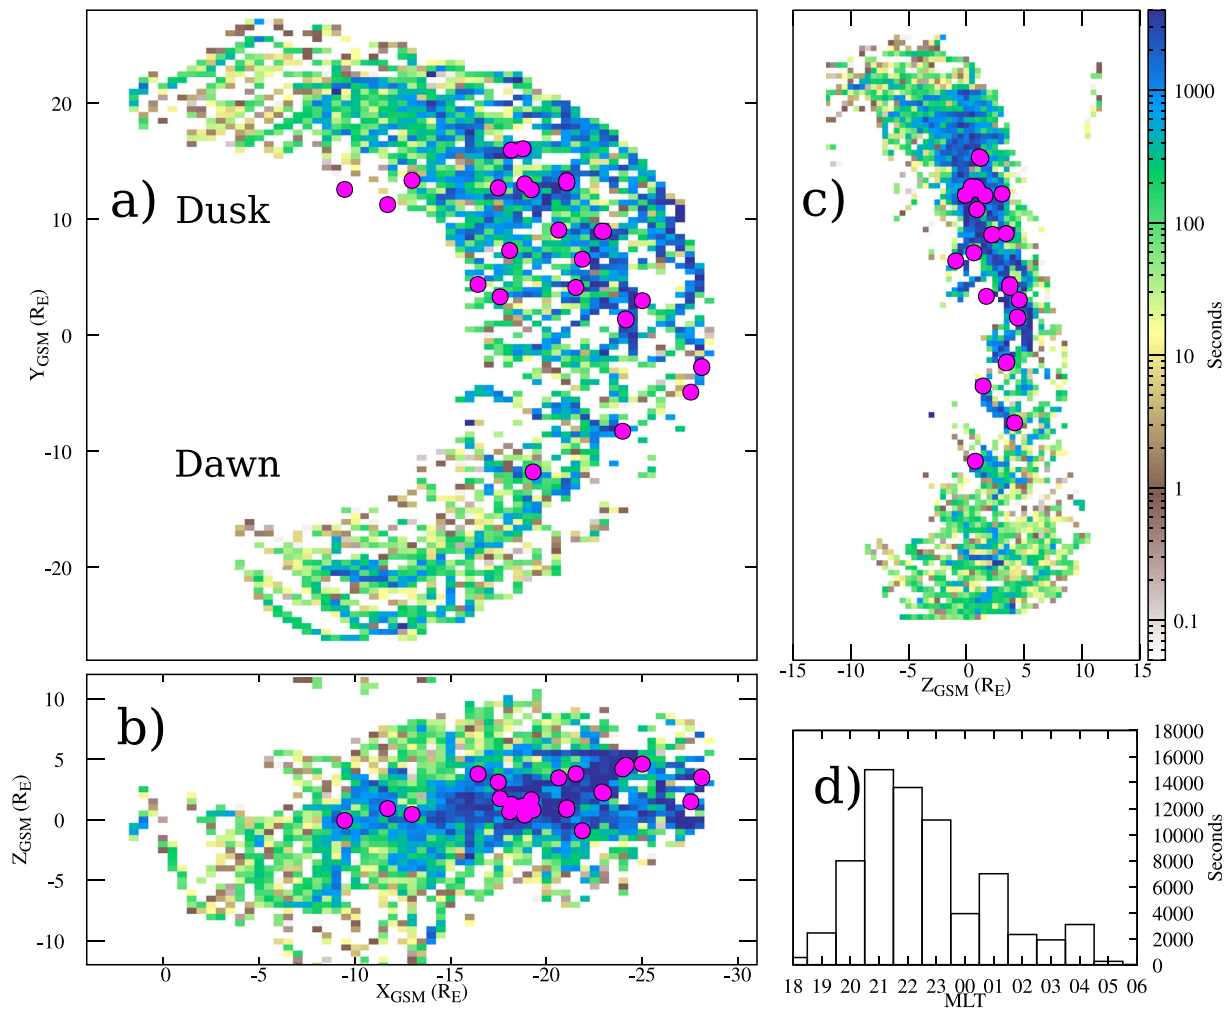 a)
Dusk
Dawn
20
10
0
-10
-20
Y_GSM (R_E)
c)
-15
-10
-5
0
5
10
15
Z_GSM (R_E)
1000
100
10
1
0.1
Seconds
b)
10
5
0
-5
-10
Z_GSM (R_E)
0
-5
-10
-15
-20
-25
-30
X_GSM (R_E)
d)
18000
16000
14000
12000
10000
8000
6000
4000
2000
0
Seconds
18 19 20 21 22 23 00 01 02 03 04 05 06
MLT